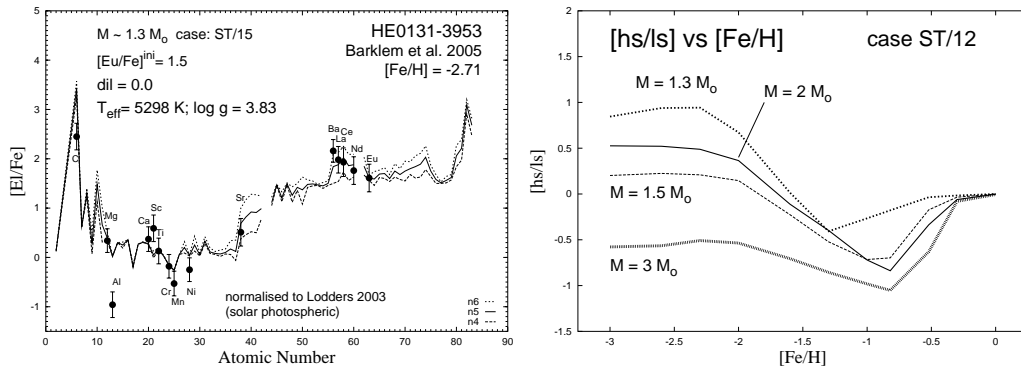 M ~ 1.3 Mo case: ST/15
[Eu/Fe]ini= 1.5
dil = 0.0
Teff= 5298 K; log g = 3.83
HE0131-3953
Barklem et al. 2005
[Fe/H] = -2.71
C
Mg
Al
Ca
Sc
Ti
Cr
Mn
Ni
Sr
Ba
La
Ce
Nd
Eu
normalised to Lodders 2003
(solar photospheric)
n6
n5
n4
5
4
3
2
1
0
-1
0 10 20 30 40 50 60 70 80 90
[El/Fe]
Atomic Number
[hs/ls] vs [Fe/H]
case ST/12
M = 1.3 Mo
M = 2 Mo
M = 1.5 Mo
M = 3 Mo
2
1.5
1
0.5
0
-0.5
-1
-1.5
-3 -2.5 -2 -1.5 -1 -0.5 0
[hs/ls]
[Fe/H]